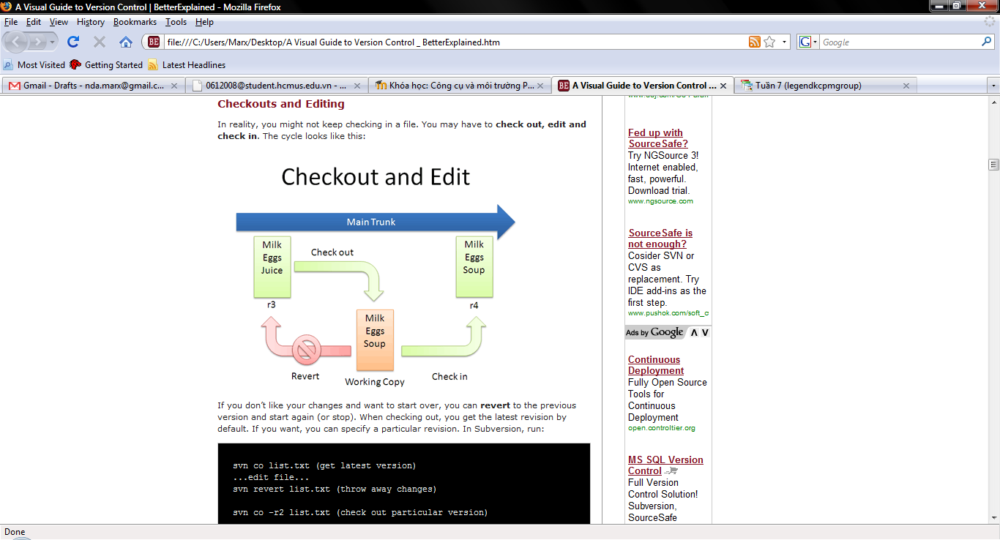 A Visual Guide to Version Control | BetterExplained - Mozilla Firefox
File Edit View History Bookmarks Tools Help
BE file:///C:/Users/Marx/Desktop/A Visual Guide to Version Control _ BetterExplained.htm
G Google
Most Visited Getting Started Latest Headlines
Gmail - Drafts - nda.marx@gmail.c...
0612008@student.hcmus.edu.vn - ...
Khóa học: Công cụ và môi trường P...
BE A Visual Guide to Version Control ...
Tuần 7 (legendkcpmgroup)
Checkouts and Editing
In reality, you might not keep checking in a file. You may have to check out, edit and
check in. The cycle looks like this:
Checkout and Edit
Main Trunk
Milk
Eggs
Juice
r3
Check out
Milk
Eggs
Soup
r4
Milk
Eggs
Soup
Revert
Working Copy
Check in
If you don’t like your changes and want to start over, you can revert to the previous
version and start again (or stop). When checking out, you get the latest revision by
default. If you want, you can specify a particular revision. In Subversion, run:
svn co list.txt (get latest version)
...edit file...
svn revert list.txt (throw away changes)
svn co -r2 list.txt (check out particular version)
Fed up with
SourceSafe?
Try NGSource 3!
Internet enabled,
fast, powerful.
Download trial.
www.ngsource.com
SourceSafe is
not enough?
Cosider SVN or
CVS as
replacement. Try
IDE add-ins as the
first step.
www.pushok.com/soft_c
Ads by Google
Continuous
Deployment
Fully Open Source
Tools for
Continuous
Deployment
open.controltier.org
MS SQL Version
Control
Full Version
Control Solution!
Subversion,
SourceSafe
Done